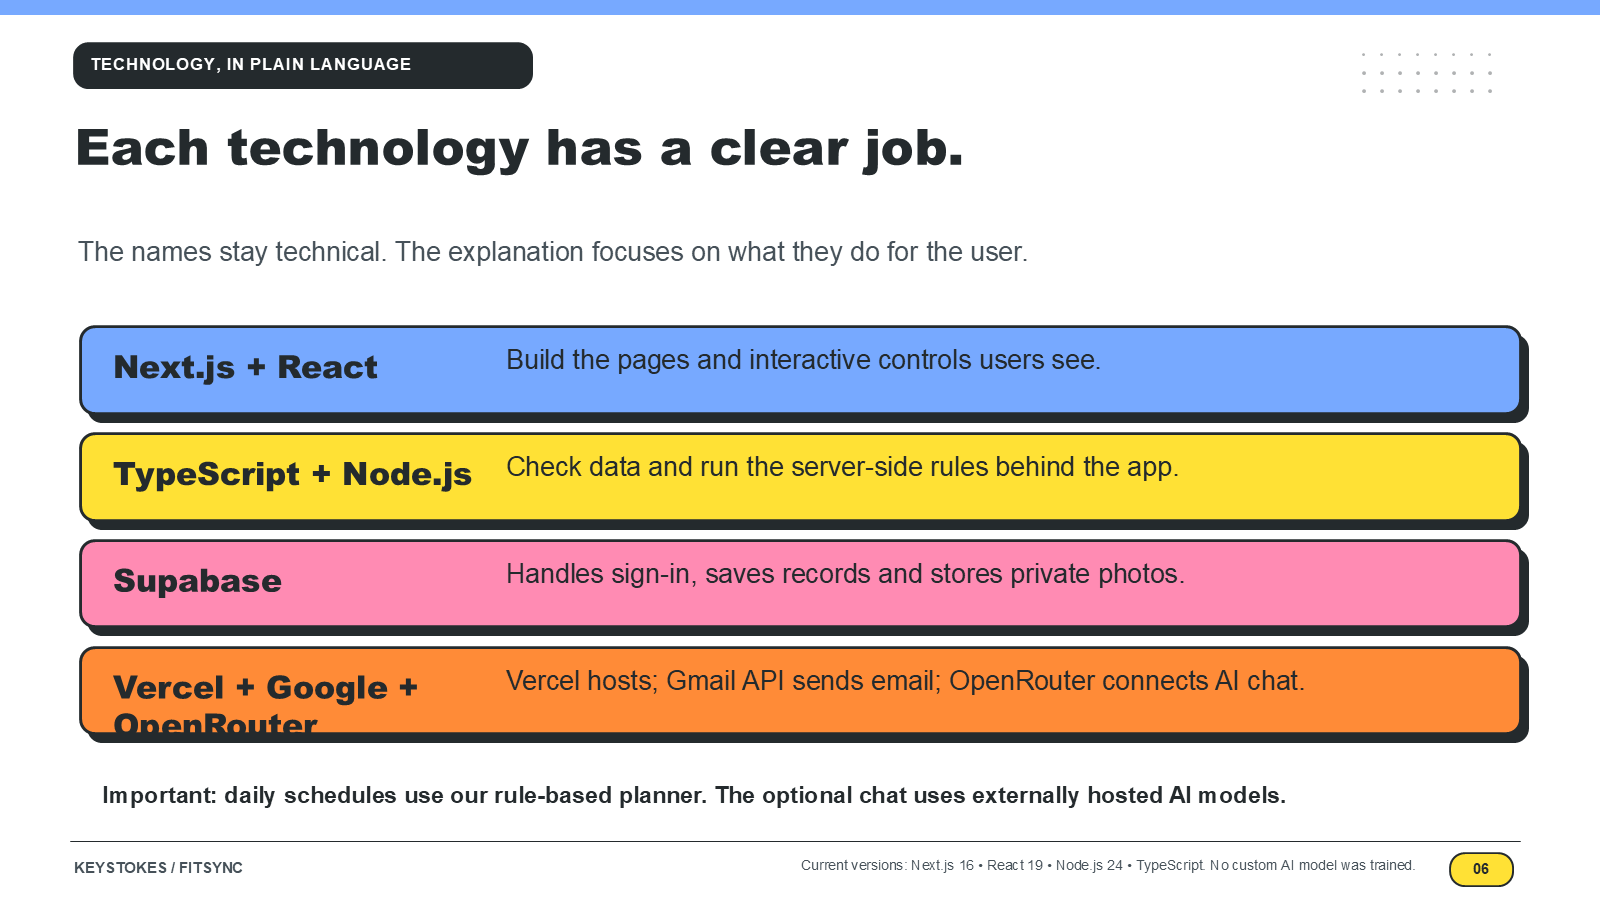 TECHNOLOGY, IN PLAIN LANGUAGE
Each technology has a clear job.
The names stay technical. The explanation focuses on what they do for the user.
Next.js + React
Build the pages and interactive controls users see.
TypeScript + Node.js
Check data and run the server-side rules behind the app.
Supabase
Handles sign-in, saves records and stores private photos.
Vercel + Google +
OpenRouter
Vercel hosts; Gmail API sends email; OpenRouter connects AI chat.
Important: daily schedules use our rule-based planner. The optional chat uses externally hosted AI models.
KEYSTOKES / FITSYNC
Current versions: Next.js 16 • React 19 • Node.js 24 • TypeScript. No custom AI model was trained.
06